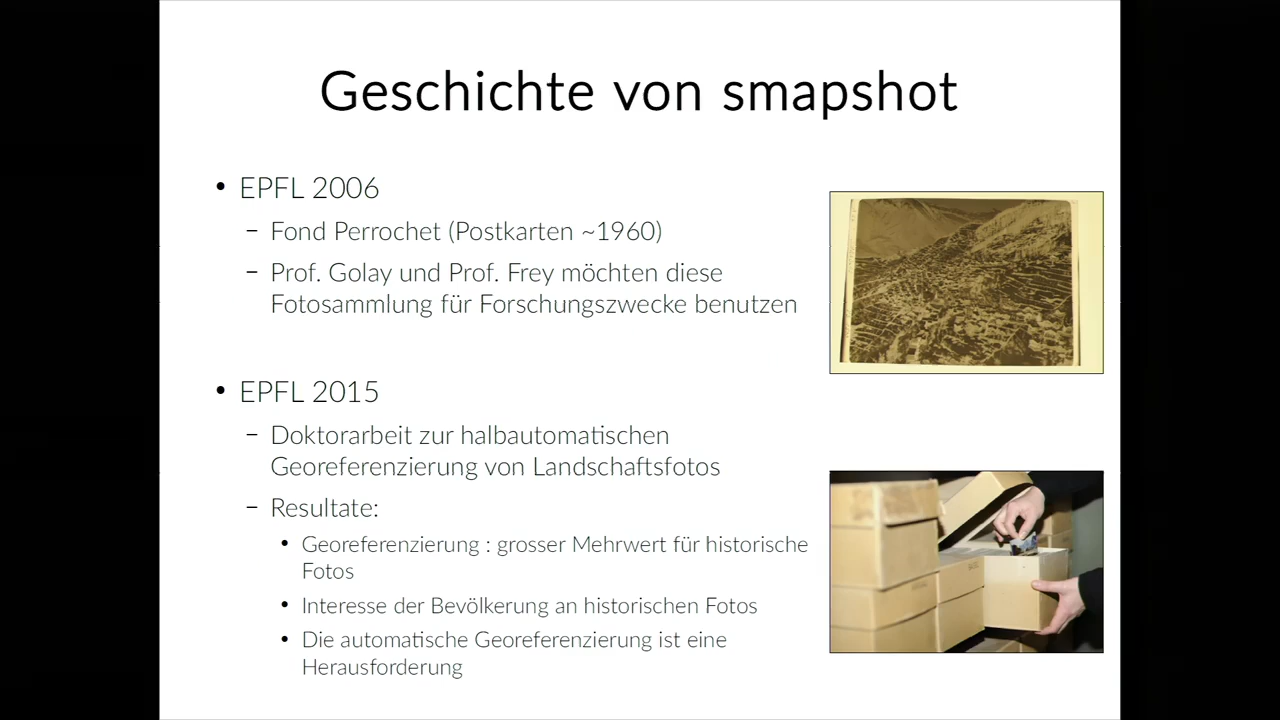 Geschichte von smapshot
• EPFL 2006
– Fond Perrochet (Postkarten ~1960)
– Prof. Golay und Prof. Frey möchten diese
Fotosammlung für Forschungszwecke benutzen
• EPFL 2015
– Doktorarbeit zur halbautomatischen
Georeferenzierung von Landschaftsfotos
– Resultate:
• Georeferenzierung : grosser Mehrwert für historische
Fotos
• Interesse der Bevölkerung an historischen Fotos
• Die automatische Georeferenzierung ist eine
Herausforderung